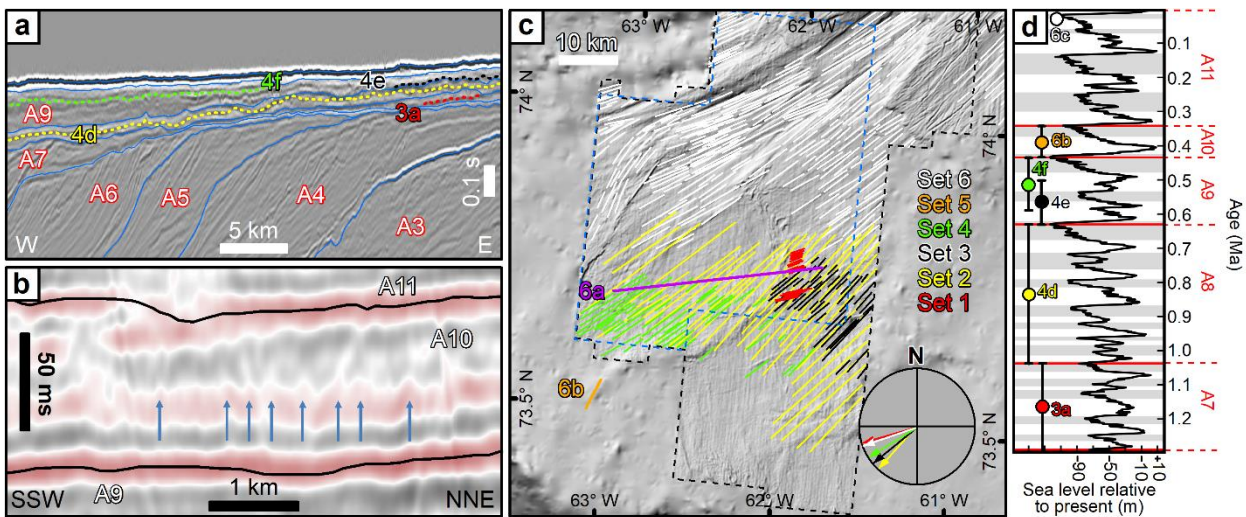 a
4f
4e
3a
A9
4d
A7
A6
A5
A4
A3
0.1 s
5 km
W
E
b
A11
A10
50 ms
A9
SSW
1 km
NNE
c
63° W
62° W
61° W
10 km
74° N
74° N
Set 6
Set 5
Set 4
Set 3
Set 2
Set 1
6a
6b
N
73.5° N
73.5° N
63° W
62° W
61° W
d
6c
0.1
0.2
A11
0.3
6b
0.4
A10
4f
0.5
A9
4e
0.6
0.7
4d
0.8
A8
0.9
1.0
1.1
3a
A7
1.2
Age (Ma)
-90
-50
-10
+10
Sea level relative
to present (m)